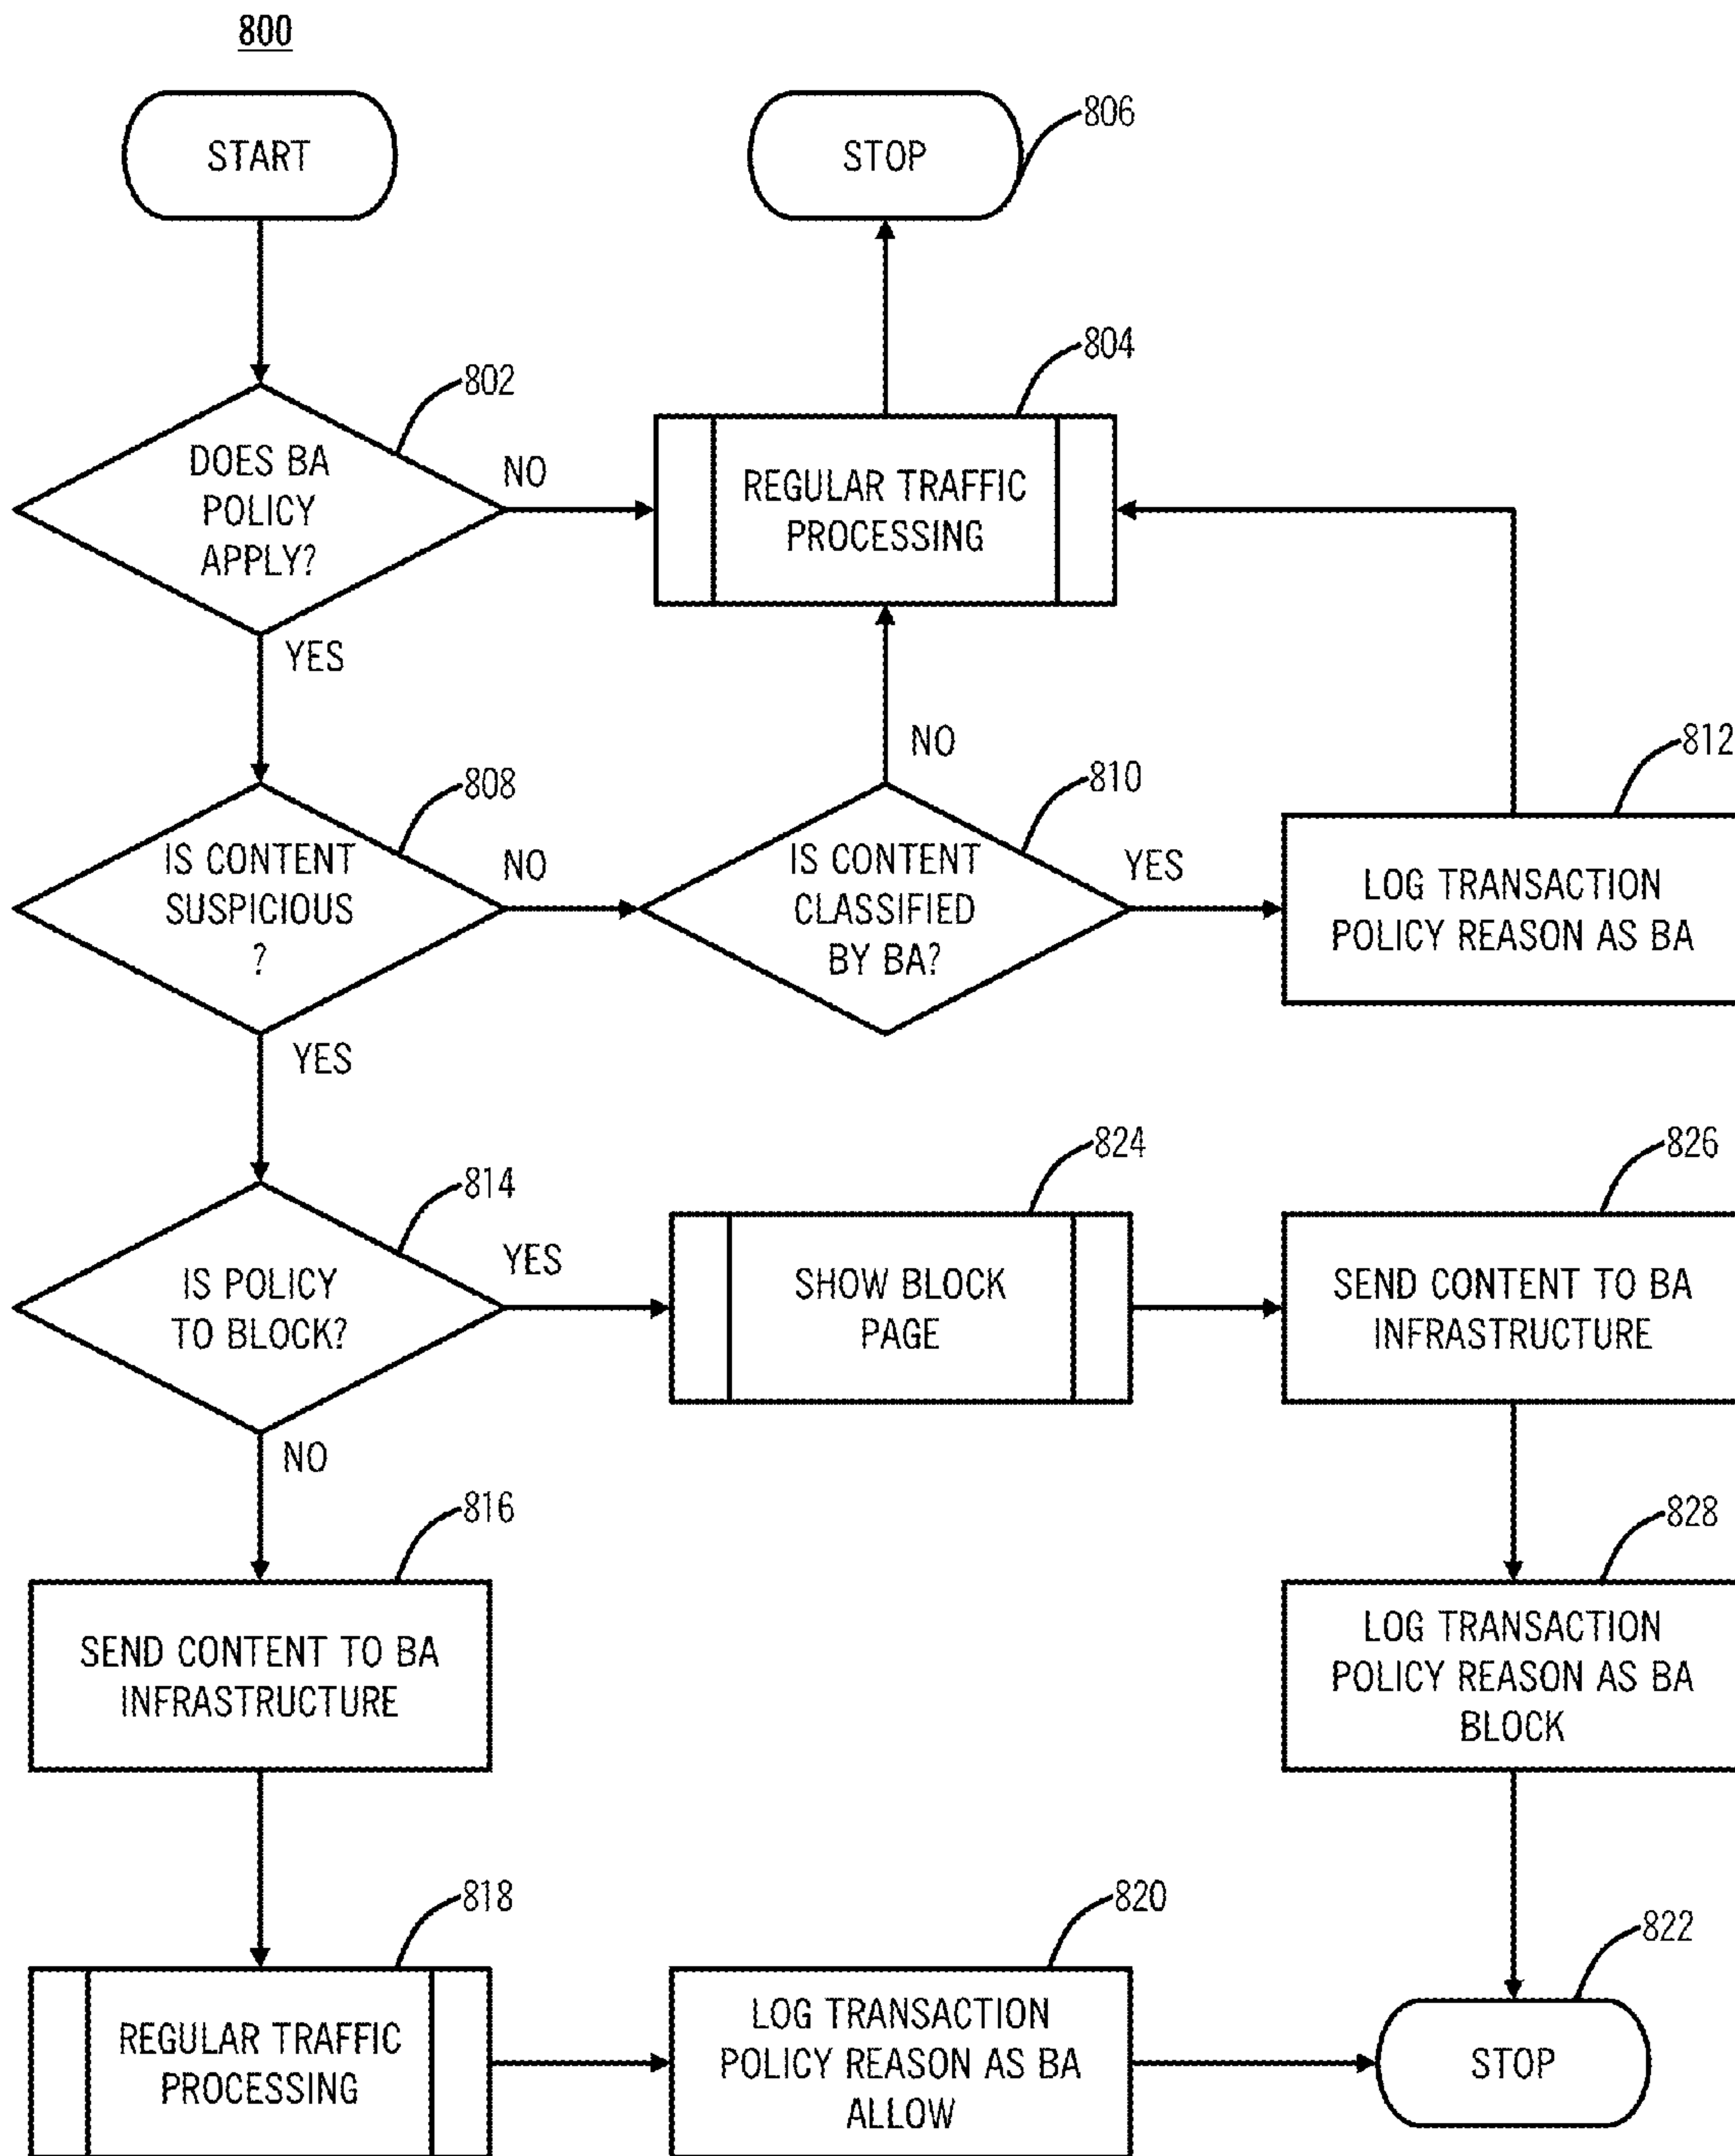 800
START
STOP
806
802
804
DOES BA
POLICY
APPLY?
NO
REGULAR TRAFFIC
PROCESSING
YES
NO
808
810
812
IS CONTENT
SUSPICIOUS
?
NO
IS CONTENT
CLASSIFIED
BY BA?
YES
LOG TRANSACTION
POLICY REASON AS BA
YES
814
824
826
IS POLICY
TO BLOCK?
YES
SHOW BLOCK
PAGE
SEND CONTENT TO BA
INFRASTRUCTURE
NO
816
828
SEND CONTENT TO BA
INFRASTRUCTURE
LOG TRANSACTION
POLICY REASON AS BA
BLOCK
818
820
822
REGULAR TRAFFIC
PROCESSING
LOG TRANSACTION
POLICY REASON AS BA
ALLOW
STOP